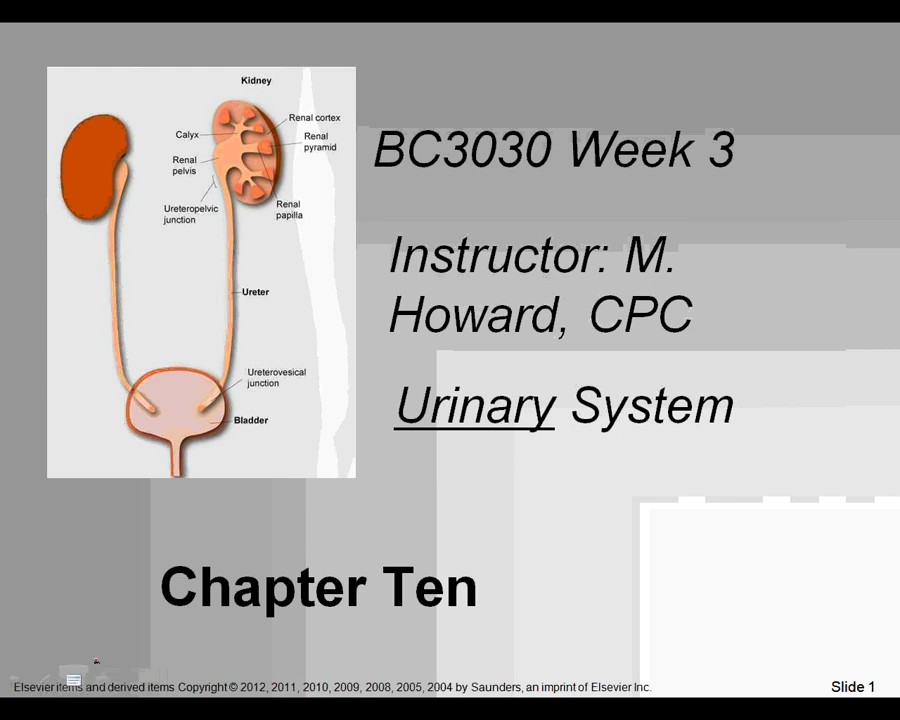 Kidney
Renal cortex
Calyx
Renal
pyramid
Renal
pelvis
Ureteropelvic
junction
Renal
papilla
Ureter
Ureterovesical
junction
Bladder
BC3030 Week 3
Instructor: M.
Howard, CPC
Urinary System
Chapter Ten
Elsevier items and derived items Copyright © 2012, 2011, 2010, 2009, 2008, 2005, 2004 by Saunders, an imprint of Elsevier Inc.
Slide 1